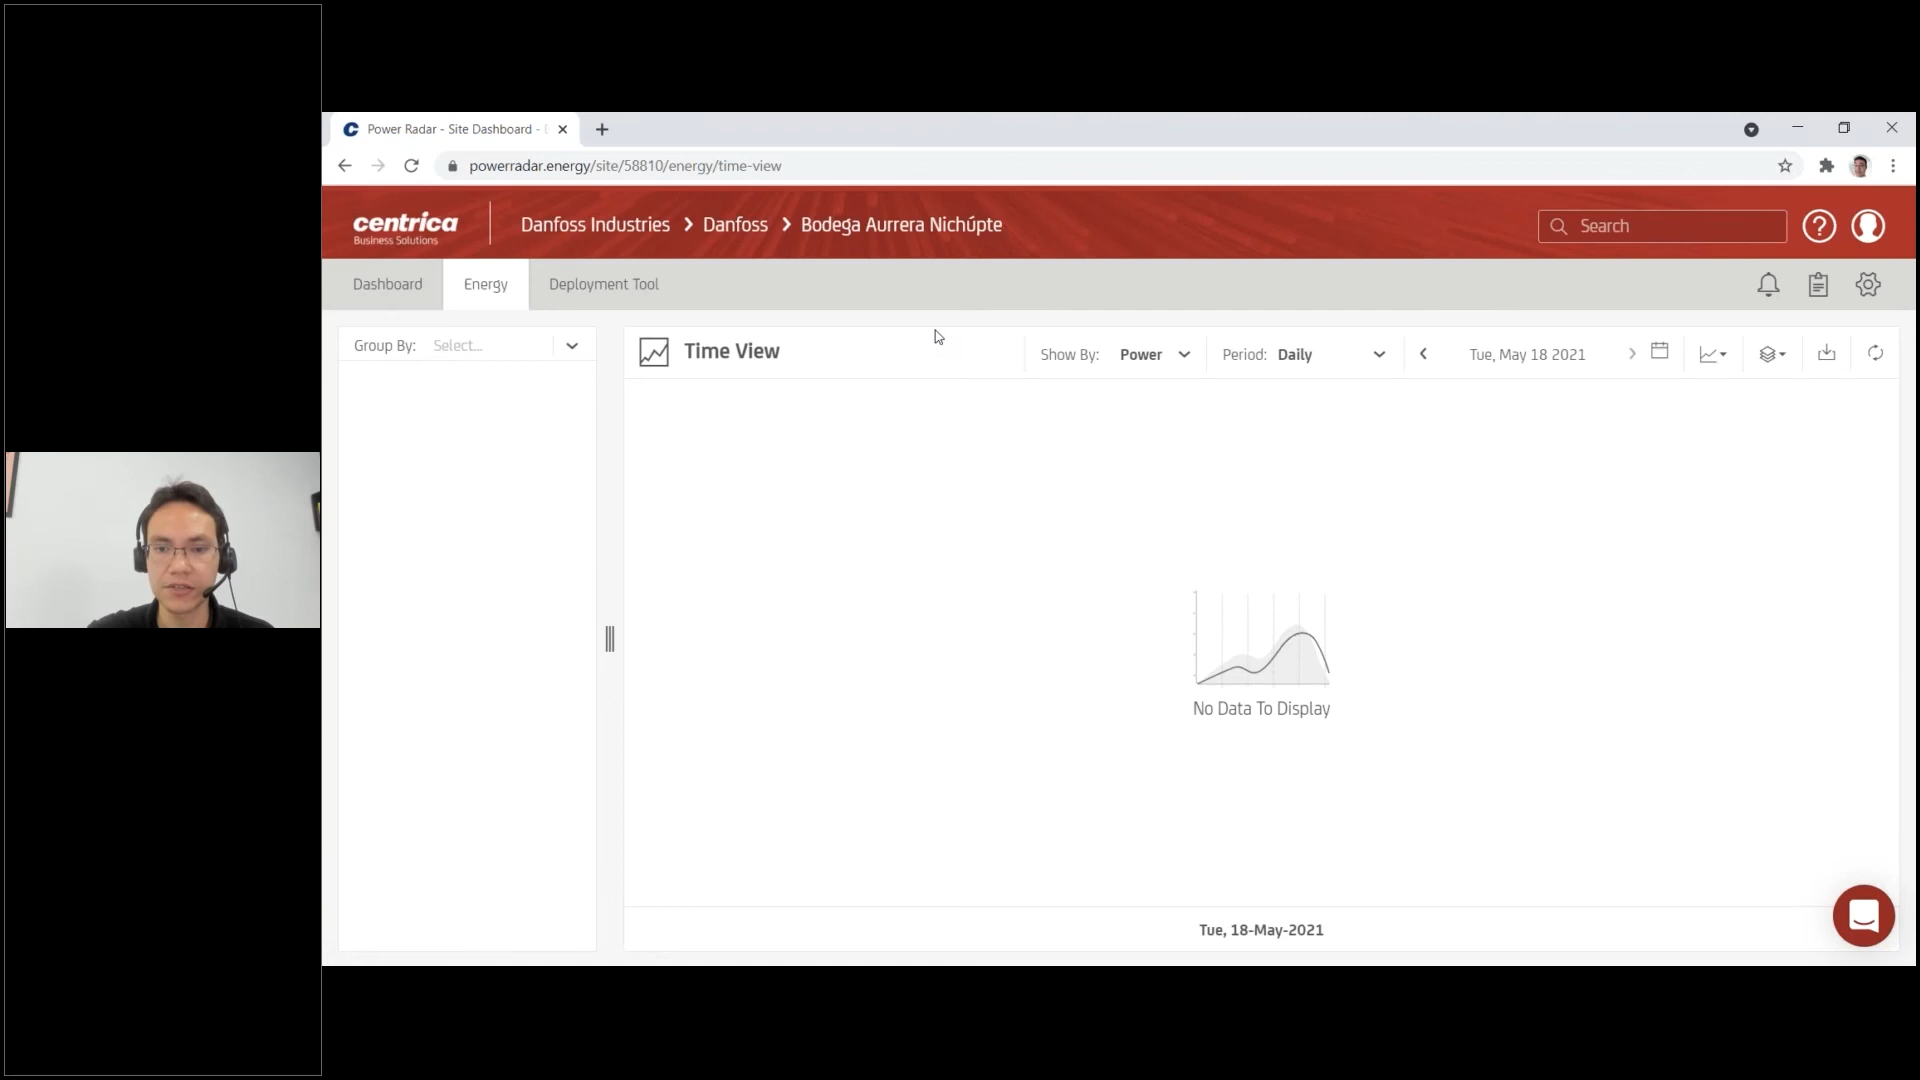 Power Radar - Site Dashboard -
powerradar.energy/site/58810/energy/time-view
centrica
Business Solutions
Danfoss Industries > Danfoss > Bodega Aurrera Nichúpte
Search
Dashboard
Energy
Deployment Tool
Group By: Select...
Time View
Show By: Power
Period: Daily
Tue, May 18 2021
No Data To Display
Tue, 18-May-2021